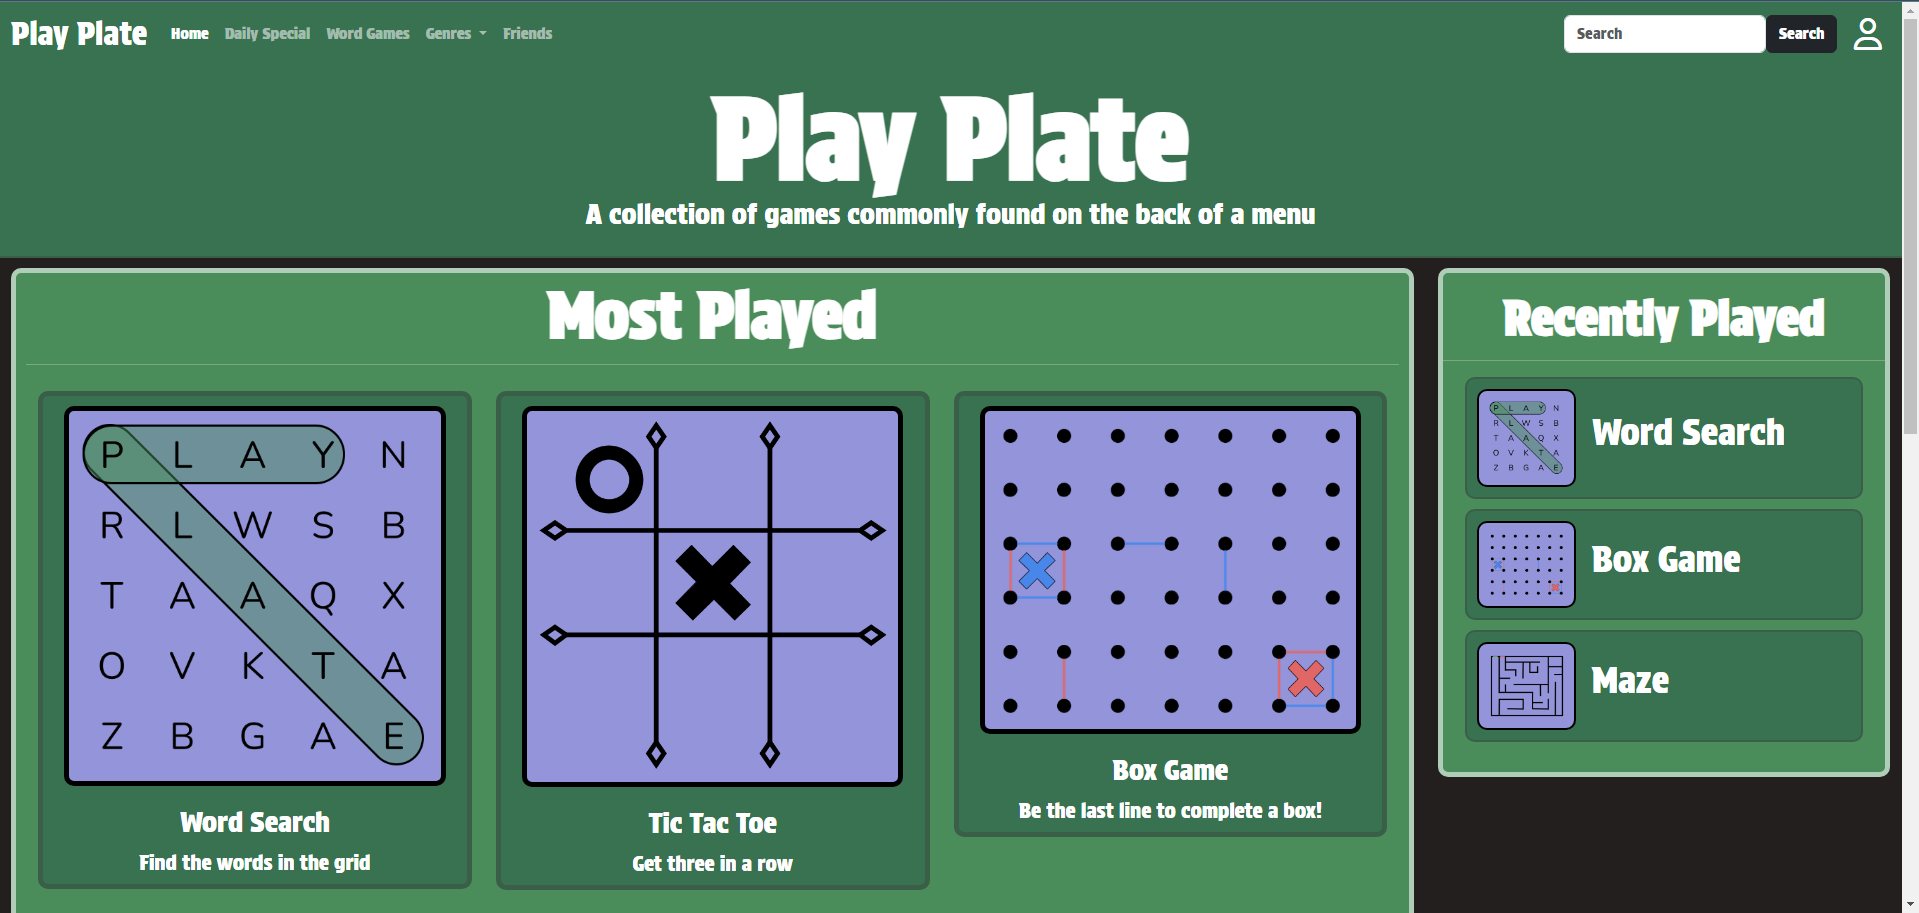 Play Plate Home Daily Special Word Games Genres Friends Search Search
Play Plate
A collection of games commonly found on the back of a menu
Most Played
P L A Y N
R L W S B
T A A Q X
O V K T A
Z B G A E
Word Search
Find the words in the grid
Tic Tac Toe
Get three in a row
Box Game
Be the last line to complete a box!
Recently Played
P L A Y N
R L W S B
T A A Q X
O V K T A
Z B G A E
Word Search
Box Game
Maze